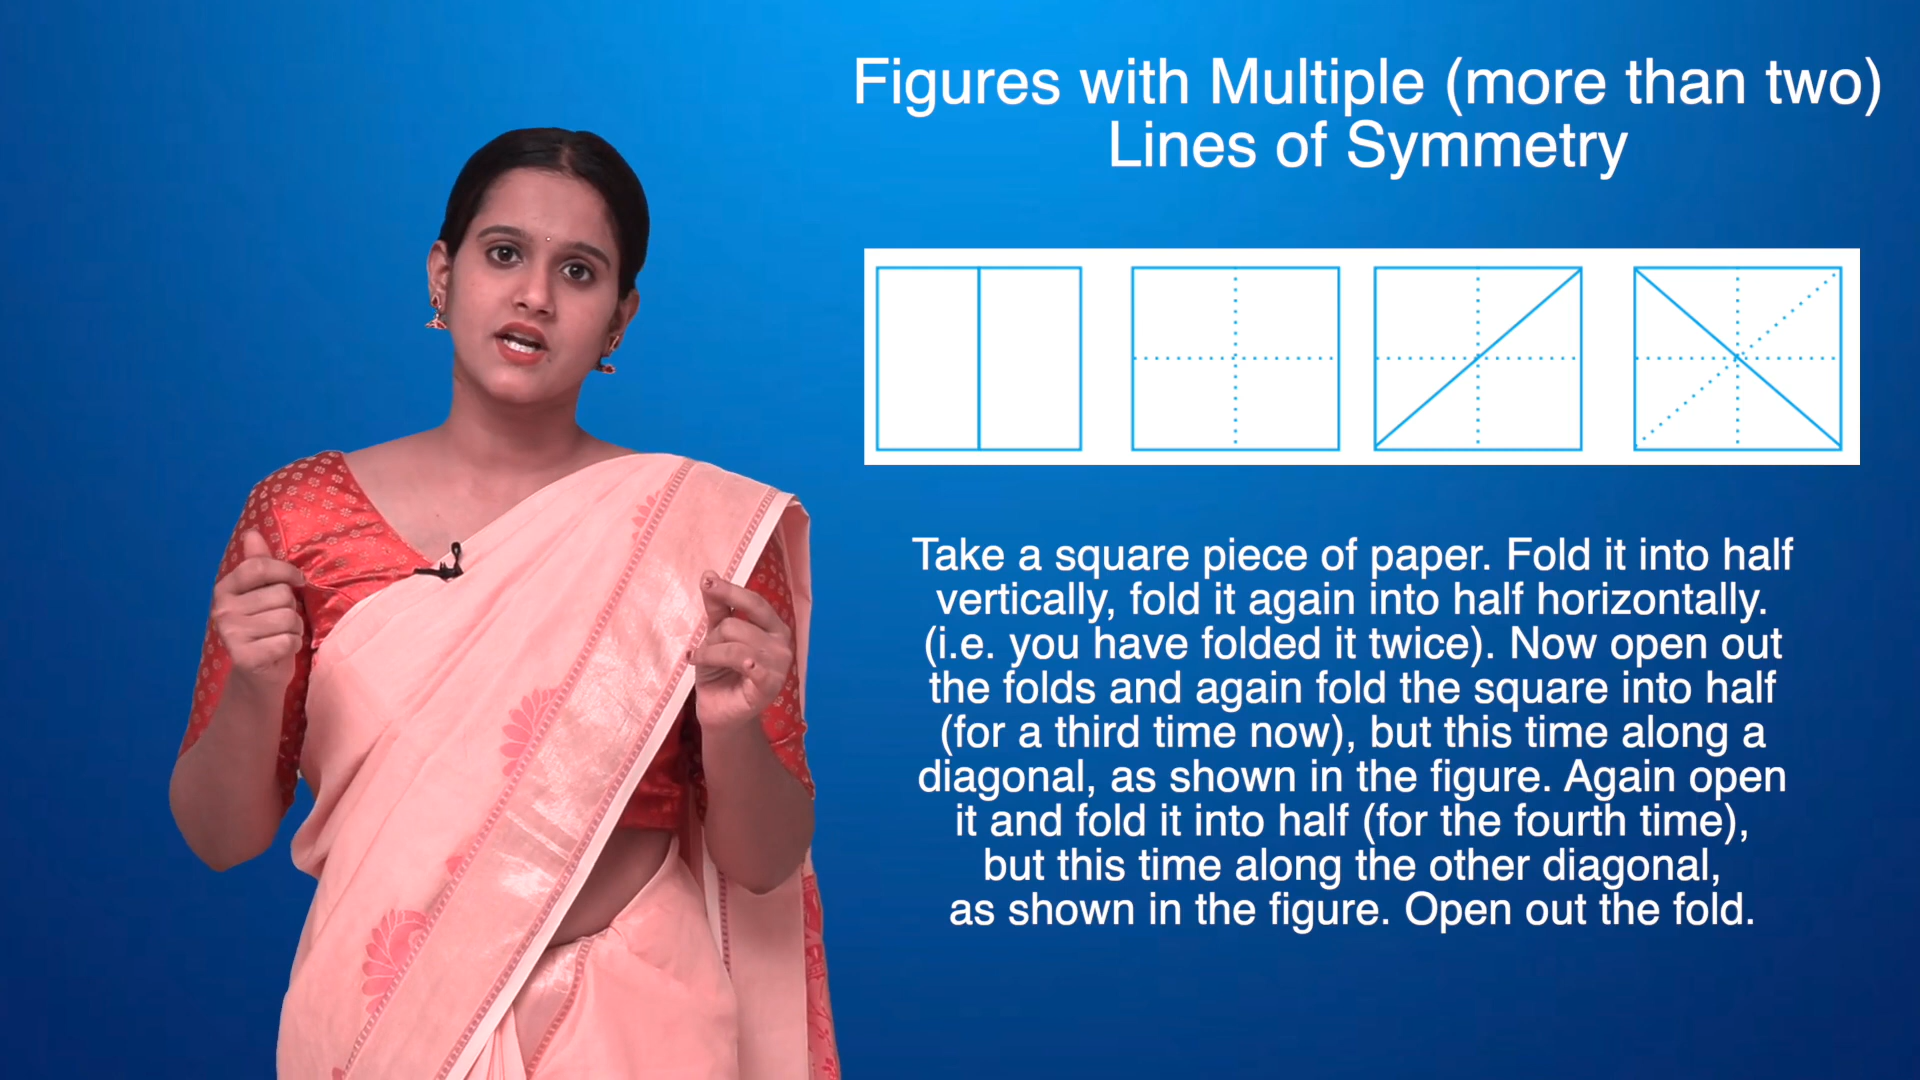 Figures with Multiple (more than two)
Lines of Symmetry
Take a square piece of paper. Fold it into half
vertically, fold it again into half horizontally.
(i.e. you have folded it twice). Now open out
the folds and again fold the square into half
(for a third time now), but this time along a
diagonal, as shown in the figure. Again open
it and fold it into half (for the fourth time),
but this time along the other diagonal,
as shown in the figure. Open out the fold.